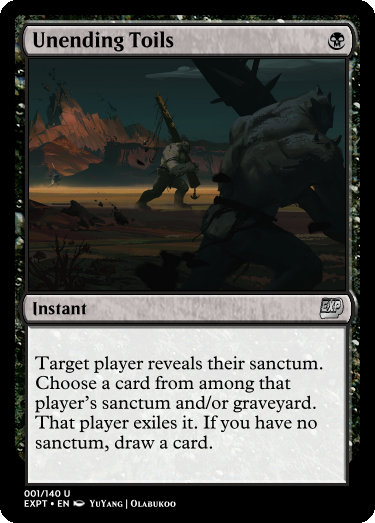 Unending Toils
Instant
EXP
Target player reveals their sanctum.
Choose a card from among that
player's sanctum and/or graveyard.
That player exiles it. If you have no
sanctum, draw a card.
001/140 U
EXPT • EN YuYang | Olabukoo